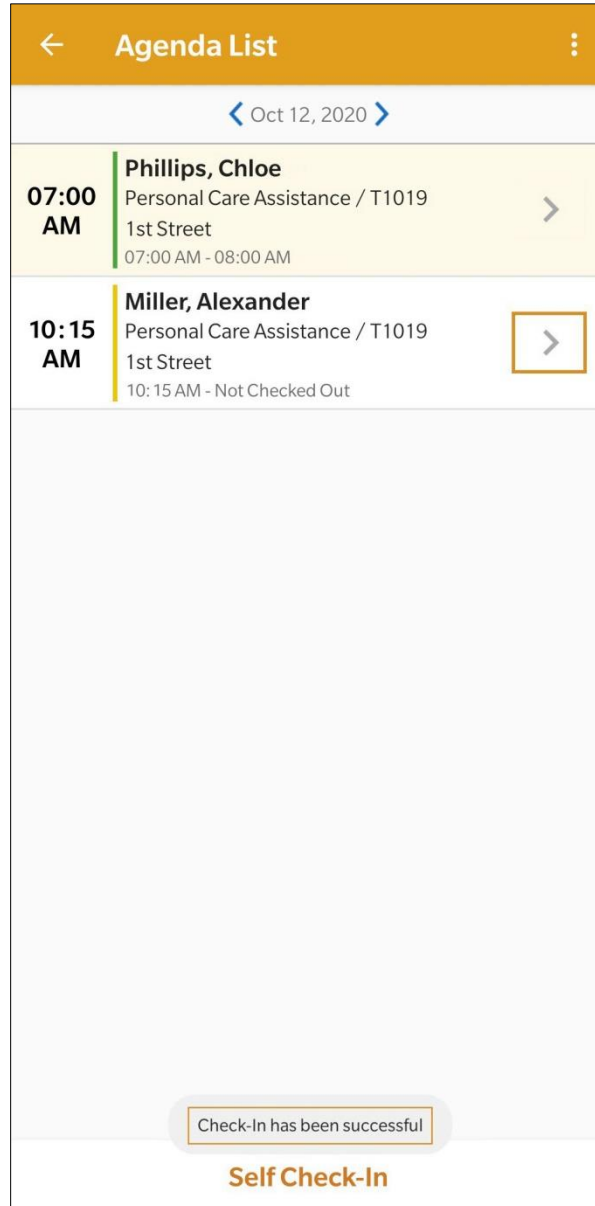 Agenda List
Oct 12, 2020
07:00
AM
Phillips, Chloe
Personal Care Assistance / T1019
1st Street
07:00 AM - 08:00 AM
10:15
AM
Miller, Alexander
Personal Care Assistance / T1019
1st Street
10:15 AM - Not Checked Out
Check-In has been successful
Self Check-In